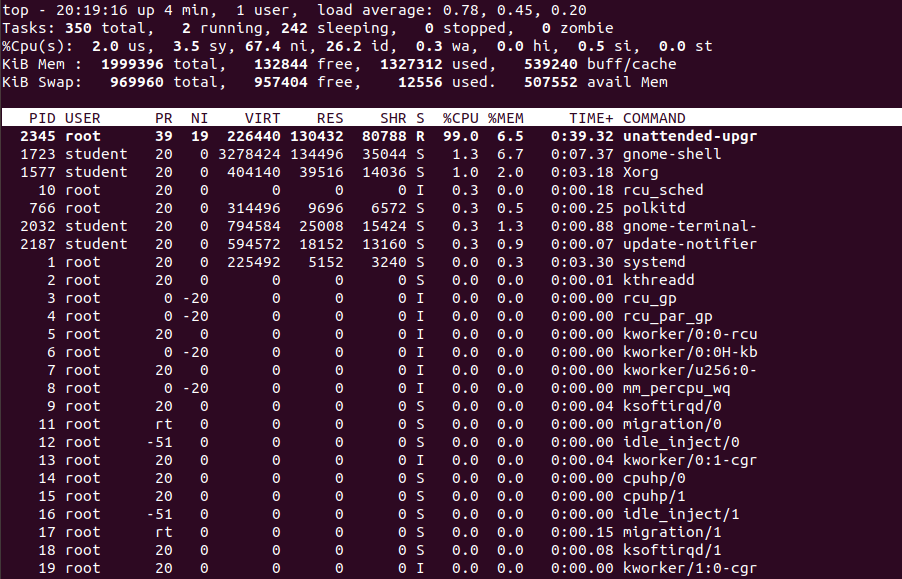 top - 20:19:16 up 4 min,  1 user,  load average: 0.78, 0.45, 0.20
Tasks: 350 total,   2 running, 242 sleeping,   0 stopped,   0 zombie
%Cpu(s):  2.0 us,  3.5 sy, 67.4 ni, 26.2 id,  0.3 wa,  0.0 hi,  0.5 si,  0.0 st
KiB Mem :  1999396 total,   132844 free,  1327312 used,   539240 buff/cache
KiB Swap:   969960 total,   957404 free,    12556 used.   507552 avail Mem
PID USER      PR  NI    VIRT    RES    SHR S  %CPU %MEM     TIME+ COMMAND
2345 root      39  19  226440 130432  80788 R  99.0  6.5   0:39.32 unattended-upgr
1723 student   20   0 3278424 134496  35044 S   1.3  6.7   0:07.37 gnome-shell
1577 student   20   0  404140  39516  14036 S   1.0  2.0   0:03.18 Xorg
10 root      20   0       0      0      0 I   0.3  0.0   0:00.18 rcu_sched
766 root      20   0  314496   9696   6572 S   0.3  0.5   0:00.25 polkitd
2032 student   20   0  794584  25008  15424 S   0.3  1.3   0:00.88 gnome-terminal-
2187 student   20   0  594572  18152  13160 S   0.3  0.9   0:00.07 update-notifier
1 root      20   0  225492   5152   3240 S   0.0  0.3   0:03.30 systemd
2 root      20   0       0      0      0 S   0.0  0.0   0:00.01 kthreadd
3 root       0 -20       0      0      0 I   0.0  0.0   0:00.00 rcu_gp
4 root       0 -20       0      0      0 I   0.0  0.0   0:00.00 rcu_par_gp
5 root      20   0       0      0      0 I   0.0  0.0   0:00.00 kworker/0:0-rcu
6 root       0 -20       0      0      0 I   0.0  0.0   0:00.00 kworker/0:0H-kb
7 root      20   0       0      0      0 I   0.0  0.0   0:00.00 kworker/u256:0-
8 root       0 -20       0      0      0 I   0.0  0.0   0:00.00 mm_percpu_wq
9 root      20   0       0      0      0 S   0.0  0.0   0:00.04 ksoftirqd/0
11 root      rt   0       0      0      0 S   0.0  0.0   0:00.00 migration/0
12 root     -51   0       0      0      0 S   0.0  0.0   0:00.00 idle_inject/0
13 root      20   0       0      0      0 I   0.0  0.0   0:00.04 kworker/0:1-cgr
14 root      20   0       0      0      0 S   0.0  0.0   0:00.00 cpuhp/0
15 root      20   0       0      0      0 S   0.0  0.0   0:00.00 cpuhp/1
16 root     -51   0       0      0      0 S   0.0  0.0   0:00.00 idle_inject/1
17 root      rt   0       0      0      0 S   0.0  0.0   0:00.15 migration/1
18 root      20   0       0      0      0 S   0.0  0.0   0:00.08 ksoftirqd/1
19 root      20   0       0      0      0 I   0.0  0.0   0:00.00 kworker/1:0-cgr